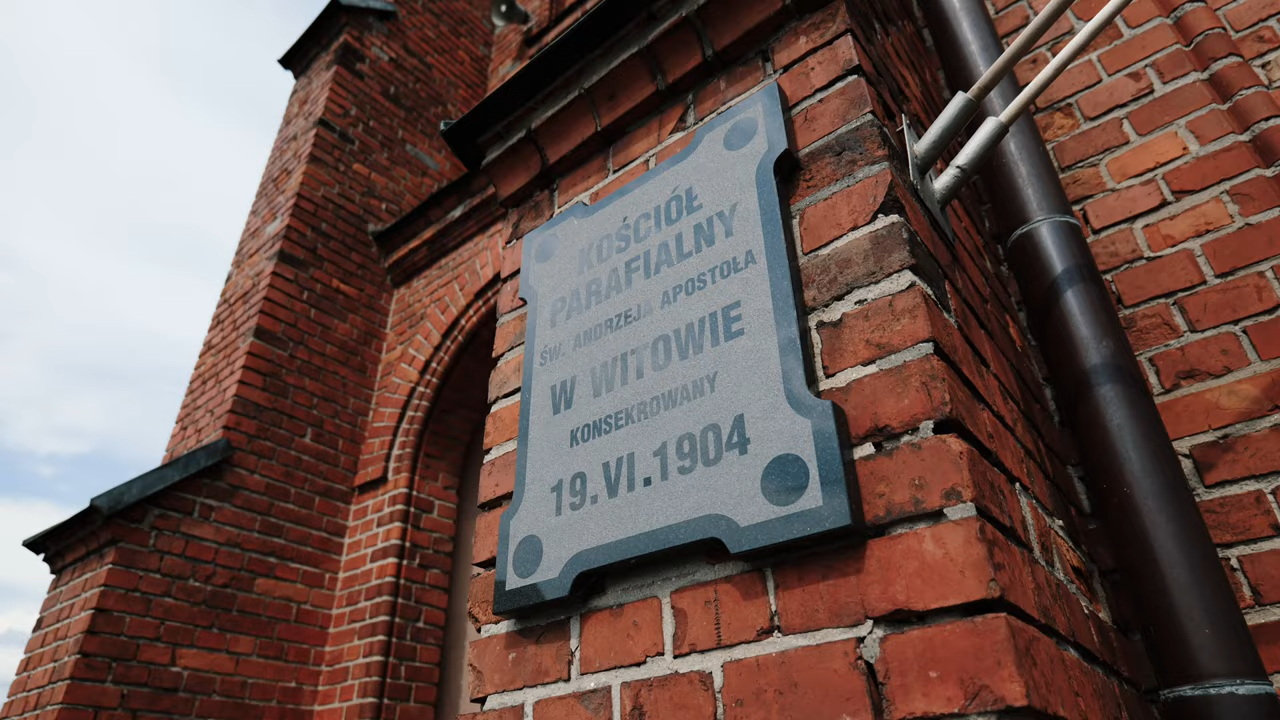 KOŚCIÓŁ
PARAFIALNY
ŚW. ANDRZEJA APOSTOŁA
W WITOWIE
KONSEKROWANY
19.VI.1904